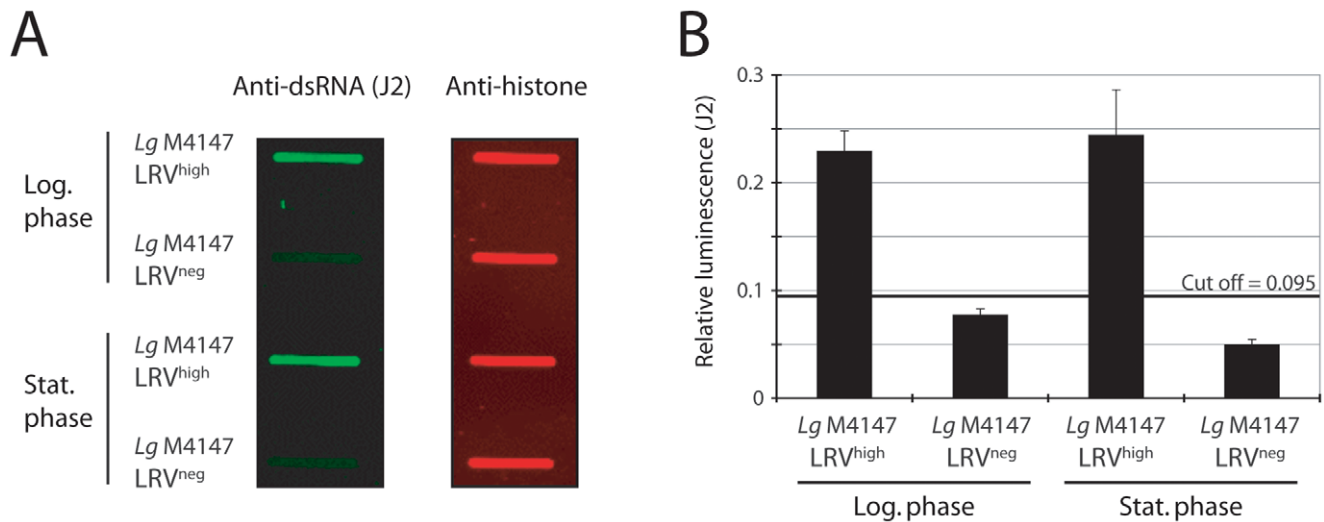 A
Anti-dsRNA (J2)
Anti-histone
Log.
phase
Lg M4147
LRVhigh
Lg M4147
LRVneg
Stat.
phase
Lg M4147
LRVhigh
Lg M4147
LRVneg
B
Relative luminescence (J2)
0.3
0.2
0.1
0
Cut off = 0.095
Lg M4147
LRVhigh
Lg M4147
LRVneg
Lg M4147
LRVhigh
Lg M4147
LRVneg
Log. phase
Stat. phase